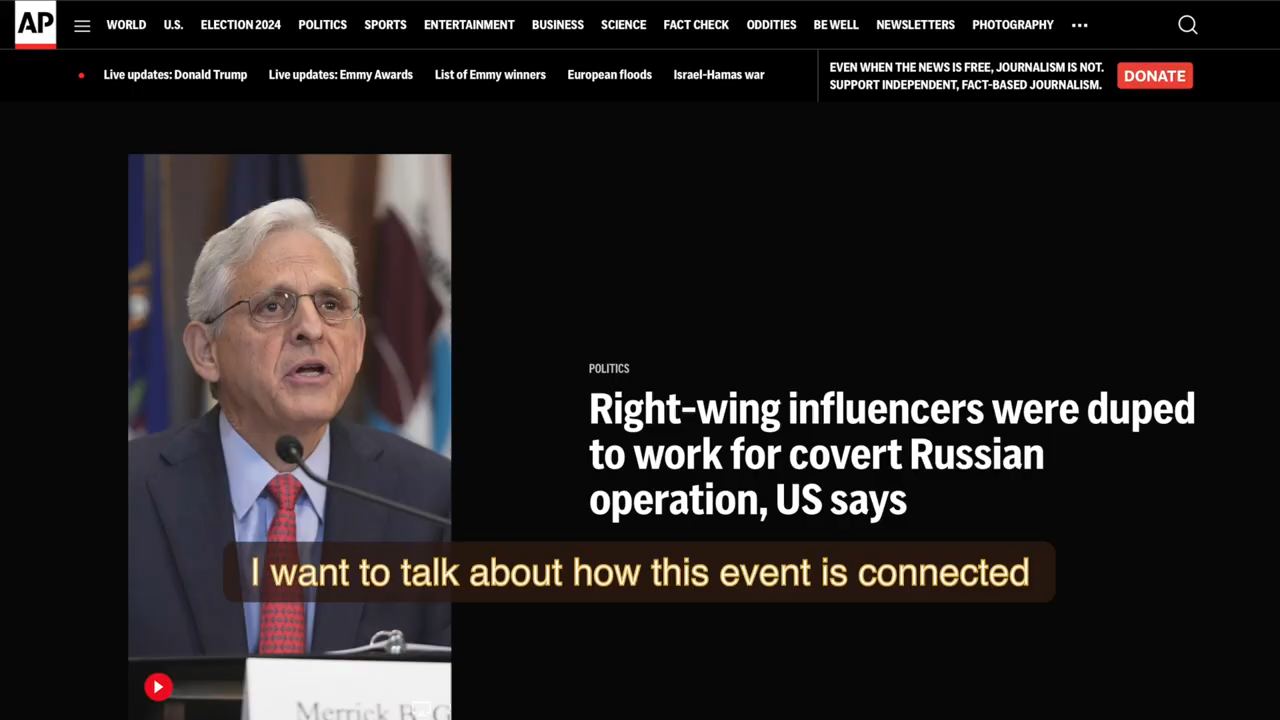 AP
WORLD U.S. ELECTION 2024 POLITICS SPORTS ENTERTAINMENT BUSINESS SCIENCE FACT CHECK ODDITIES BE WELL NEWSLETTERS PHOTOGRAPHY
Live updates: Donald Trump Live updates: Emmy Awards List of Emmy winners European floods Israel-Hamas war
EVEN WHEN THE NEWS IS FREE, JOURNALISM IS NOT.
SUPPORT INDEPENDENT, FACT-BASED JOURNALISM.
DONATE
POLITICS
Right-wing influencers were duped
to work for covert Russian
operation, US says
I want to talk about how this event is connected
Merrick B. G